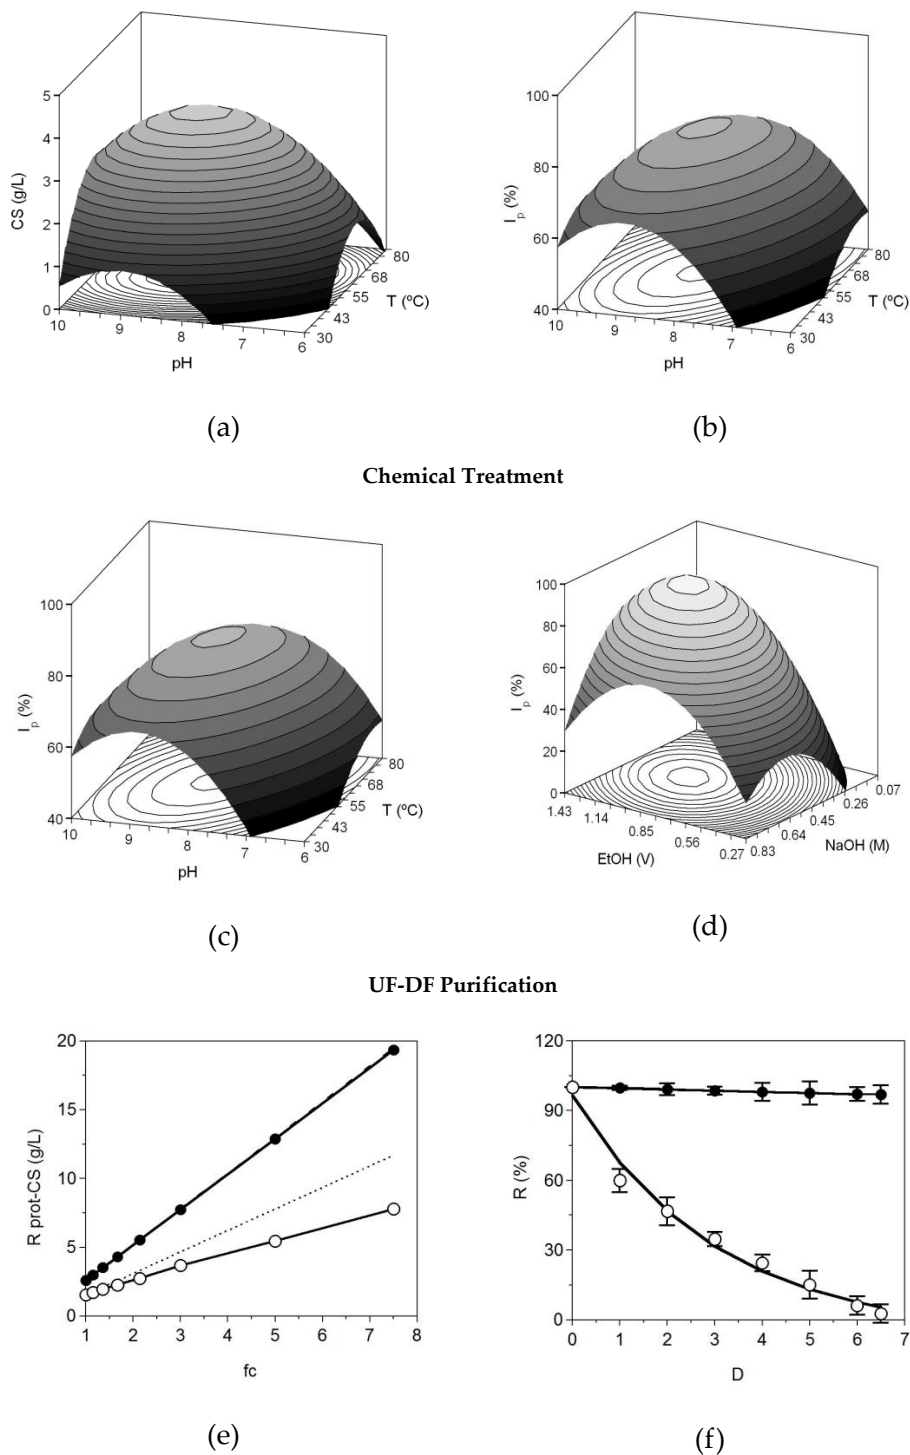 5
4
3
2
1
0
CS (g/L)
10
9
8
7
6
pH
30
43
55
68
80
T (ºC)
(a)
100
80
60
40
I_p (%)
10
9
8
7
6
pH
30
43
55
68
80
T (ºC)
(b)
Chemical Treatment
100
80
60
40
I_p (%)
10
9
8
7
6
pH
30
43
55
68
80
T (ºC)
(c)
100
80
60
40
20
0
I_p (%)
1.43
1.14
0.85
0.56
0.27
EtOH (V)
0.83
0.64
0.45
0.26
0.07
NaOH (M)
(d)
UF-DF Purification
20
15
10
5
0
R prot-CS (g/L)
1 2 3 4 5 6 7 8
fc
(e)
120
90
60
30
0
R (%)
0 1 2 3 4 5 6 7
D
(f)